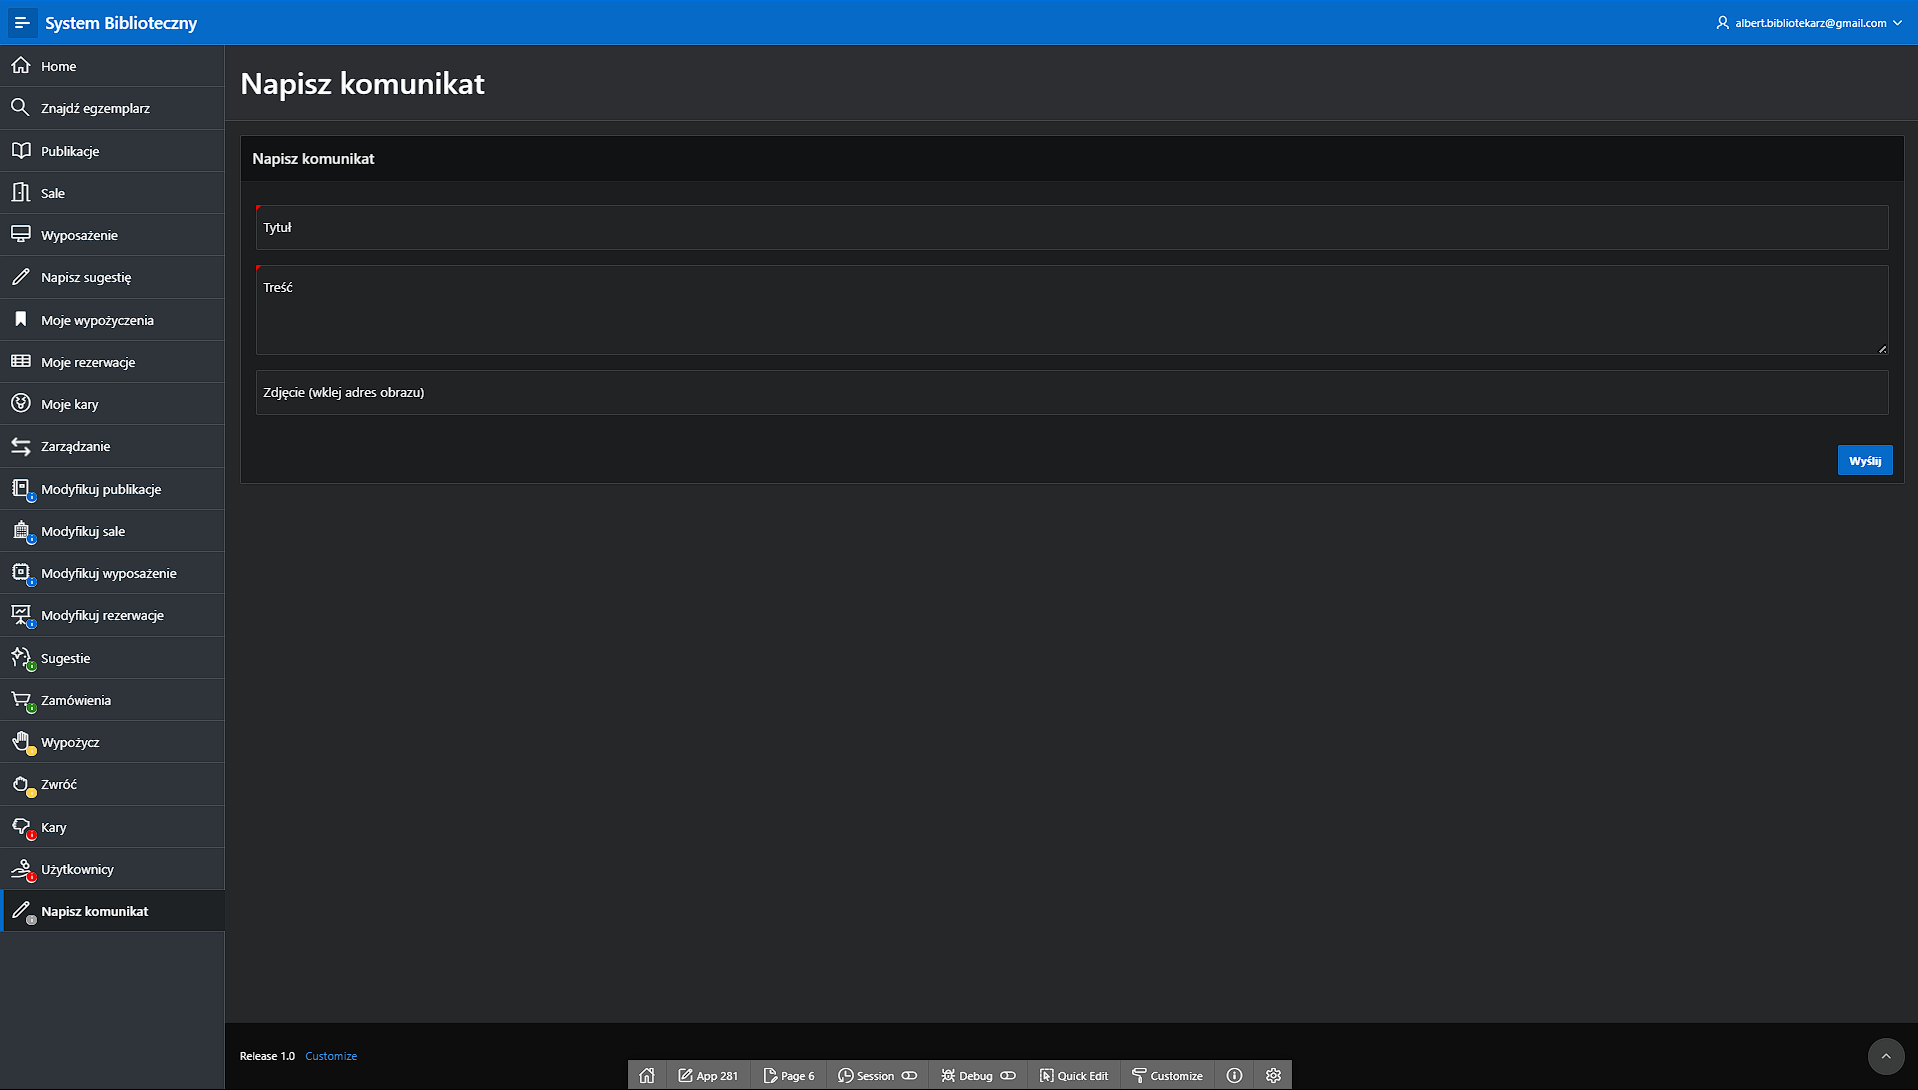 System Biblioteczny
albert.bibliotekarz@gmail.com
Home
Znajdź egzemplarz
Publikacje
Sale
Wyposażenie
Napisz sugestię
Moje wypożyczenia
Moje rezerwacje
Moje kary
Zarządzanie
Modyfikuj publikacje
Modyfikuj sale
Modyfikuj wyposażenie
Modyfikuj rezerwacje
Sugestie
Zamówienia
Wypożycz
Zwróć
Kary
Użytkownicy
Napisz komunikat
Napisz komunikat
Napisz komunikat
Tytuł
Treść
Zdjęcie (wklej adres obrazu)
Wyślij
Release 1.0 Customize
App 281 Page 6 Session Debug Quick Edit Customize